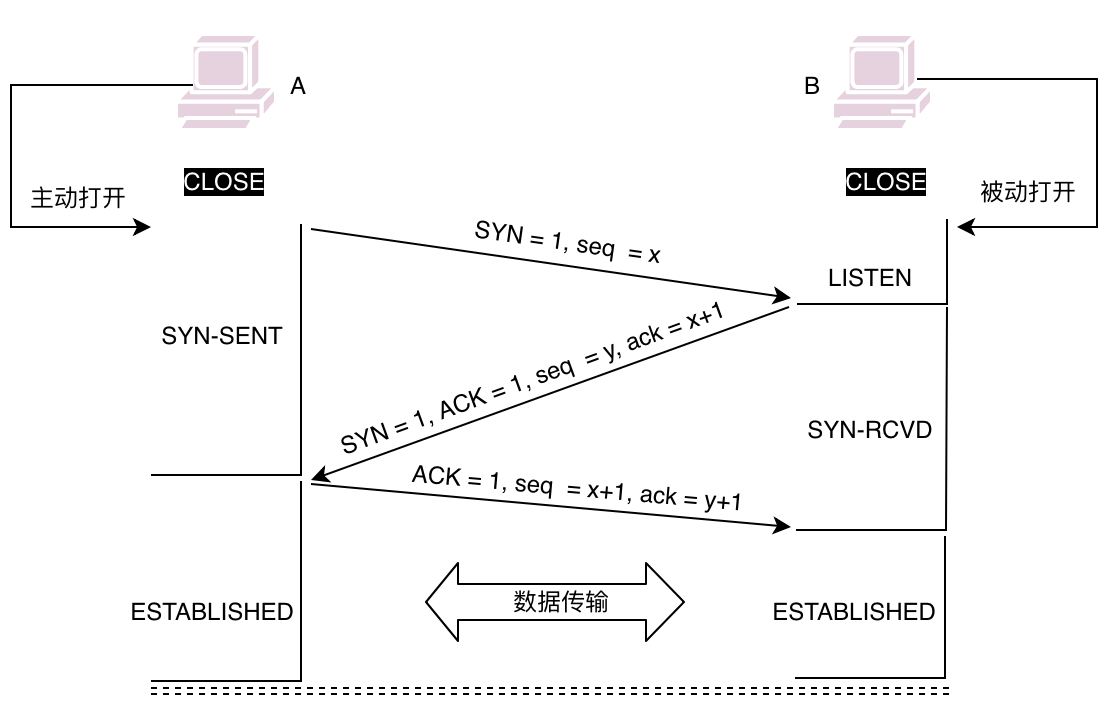 A
B
CLOSE
CLOSE
主动打开
被动打开
SYN = 1, seq = x
LISTEN
SYN-SENT
SYN = 1, ACK = 1, seq = y, ack = x+1
SYN-RCVD
ACK = 1, seq = x+1, ack = y+1
数据传输
ESTABLISHED
ESTABLISHED